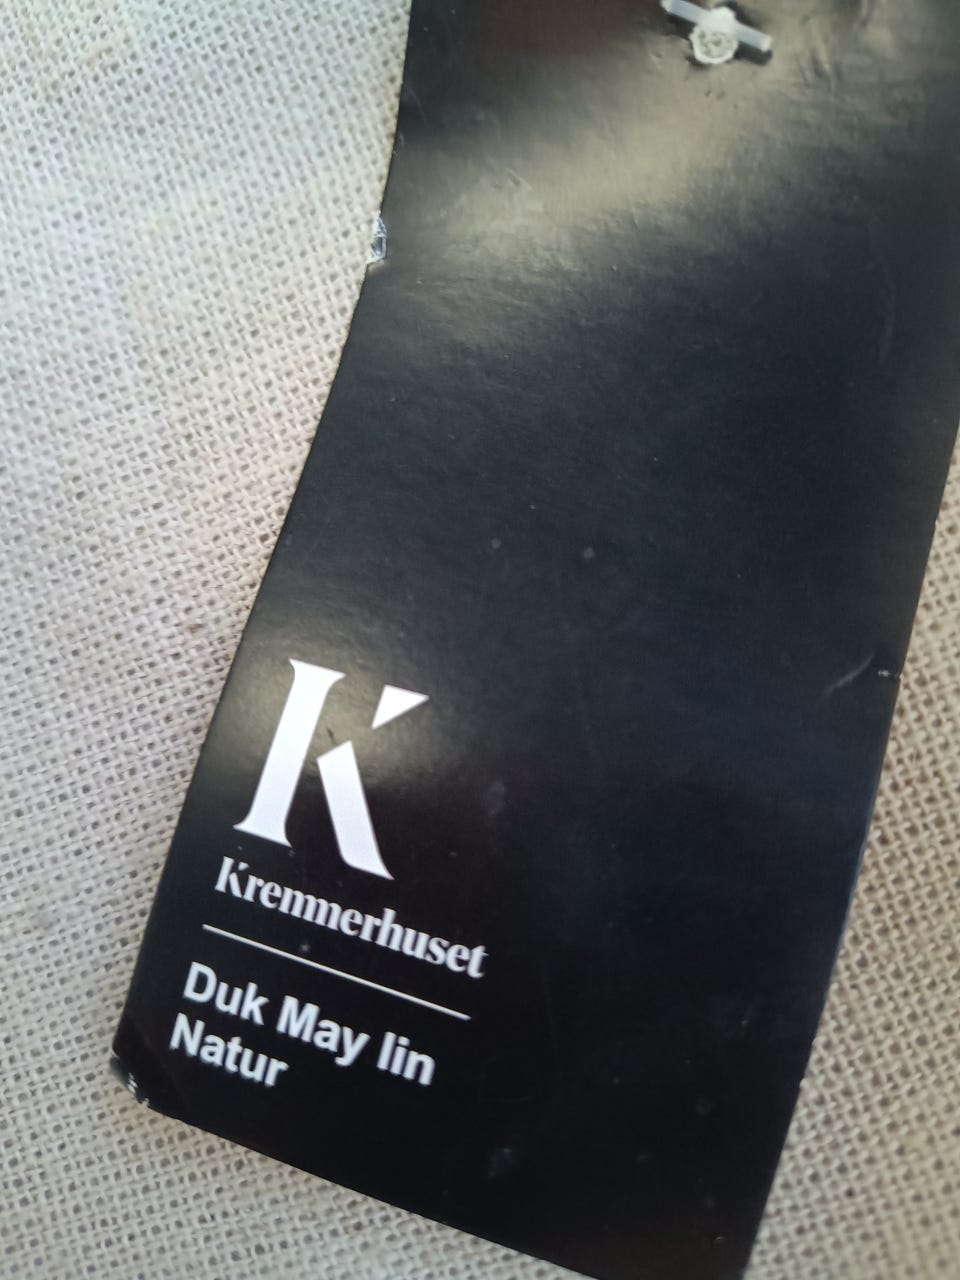 K
Kremmerhuset
Duk May lin
Natur